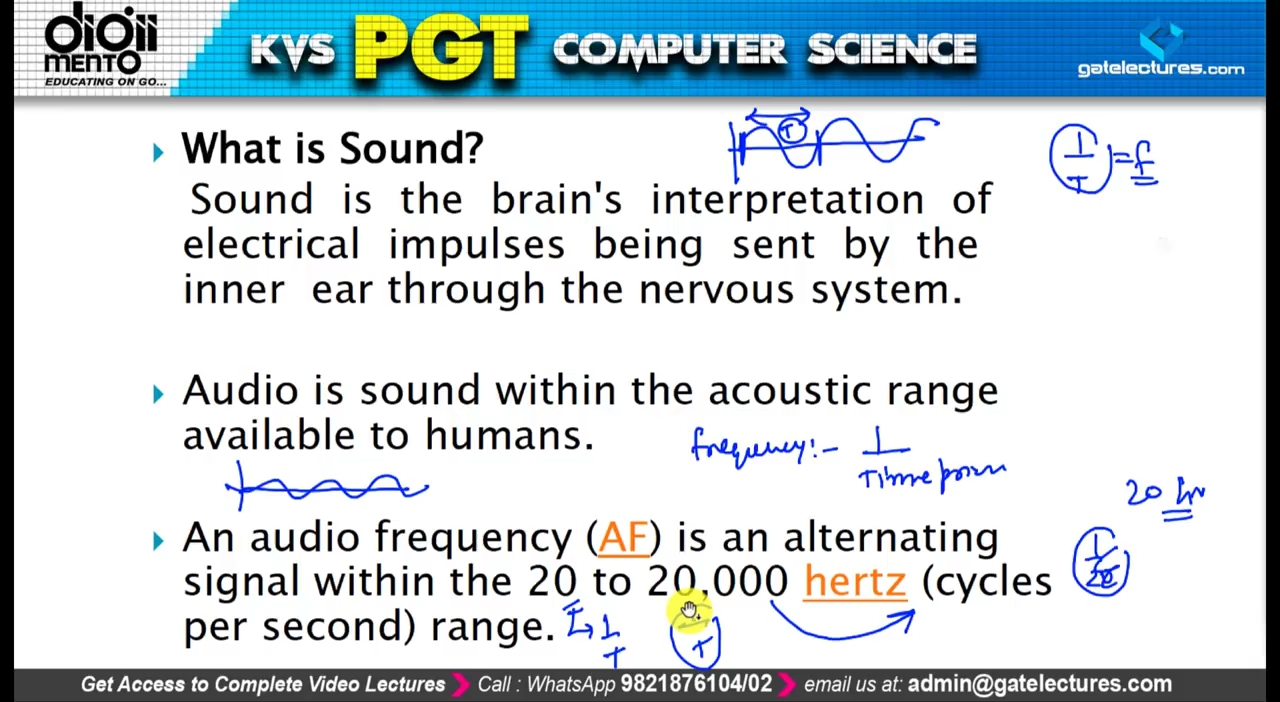 digii
mento
EDUCATING ON GO...
KVS PGT COMPUTER SCIENCE
gatelectures.com
What is Sound?
T
1/T = f
Sound is the brain's interpretation of
electrical impulses being sent by the
inner ear through the nervous system.
Audio is sound within the acoustic range
available to humans.
frequency:- 1
Time
20
An audio frequency (AF) is an alternating
signal within the 20 to 20,000 hertz (cycles
per second) range.
1
T
T
Get Access to Complete Video Lectures
Call : WhatsApp 9821876104/02
email us at: admin@gatelectures.com